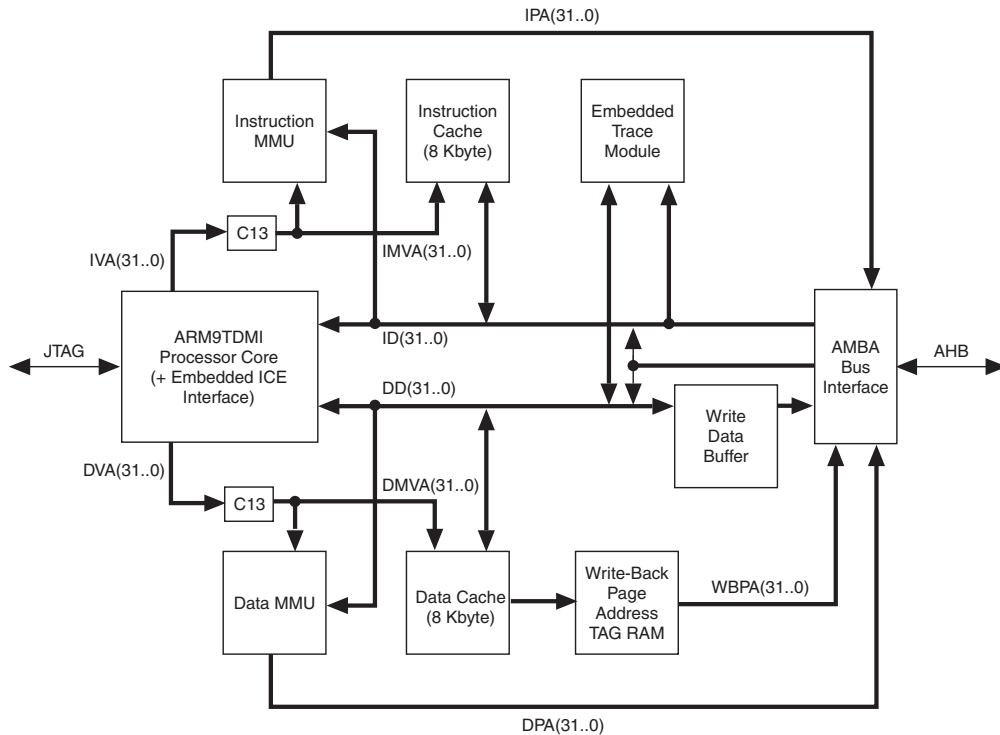 IPA(31..0)
Instruction
MMU
Instruction
Cache
(8 Kbyte)
Embedded
Trace
Module
C13
IVA(31..0)
IMVA(31..0)
ARM9TDMI
Processor Core
(+ Embedded ICE
Interface)
JTAG
ID(31..0)
DD(31..0)
AMBA
Bus
Interface
AHB
Write
Data
Buffer
DVA(31..0)
C13
DMVA(31..0)
Data MMU
Data Cache
(8 Kbyte)
Write-Back
Page
Address
TAG RAM
WBPA(31..0)
DPA(31..0)